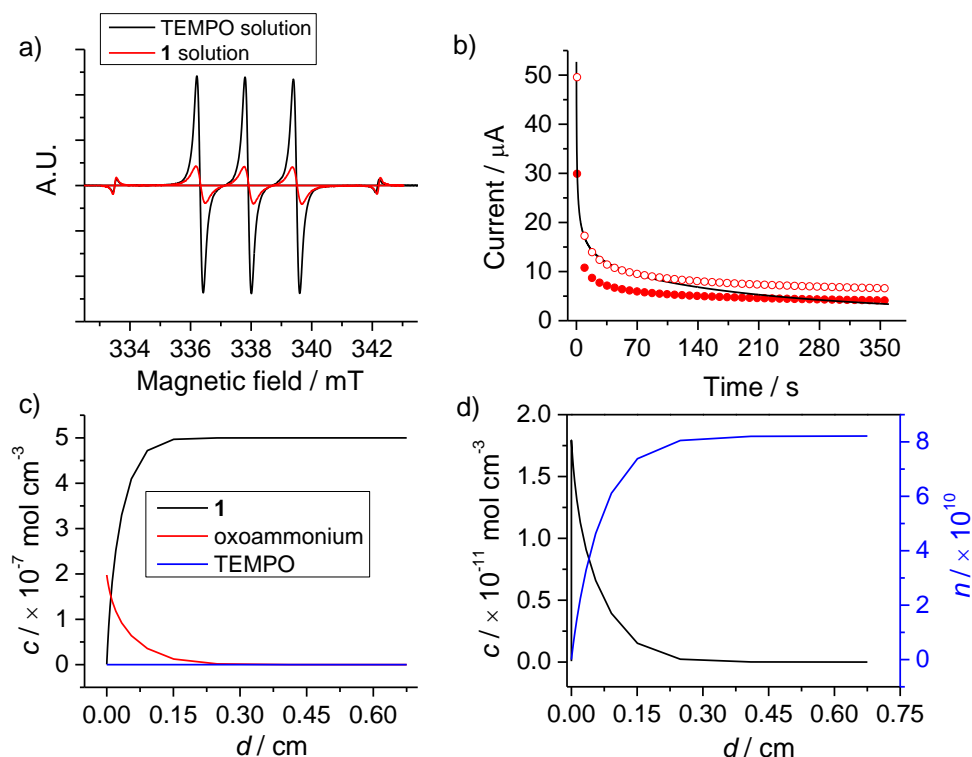 a)
TEMPO solution
1 solution
A.U.
334 336 338 340 342
Magnetic field / mT
b)
Current / μA
50
40
30
20
10
0
0 70 140 210 280 350
Time / s
c)
c / × 10⁻⁷ mol cm⁻³
5
4
3
2
1
0
1
oxoammonium
TEMPO
0.00 0.15 0.30 0.45 0.60
d / cm
d)
c / × 10⁻¹¹ mol cm⁻³
2.0
1.5
1.0
0.5
0.0
8
6
4
2
0
n / × 10¹⁰
0.00 0.15 0.30 0.45 0.60 0.75
d / cm